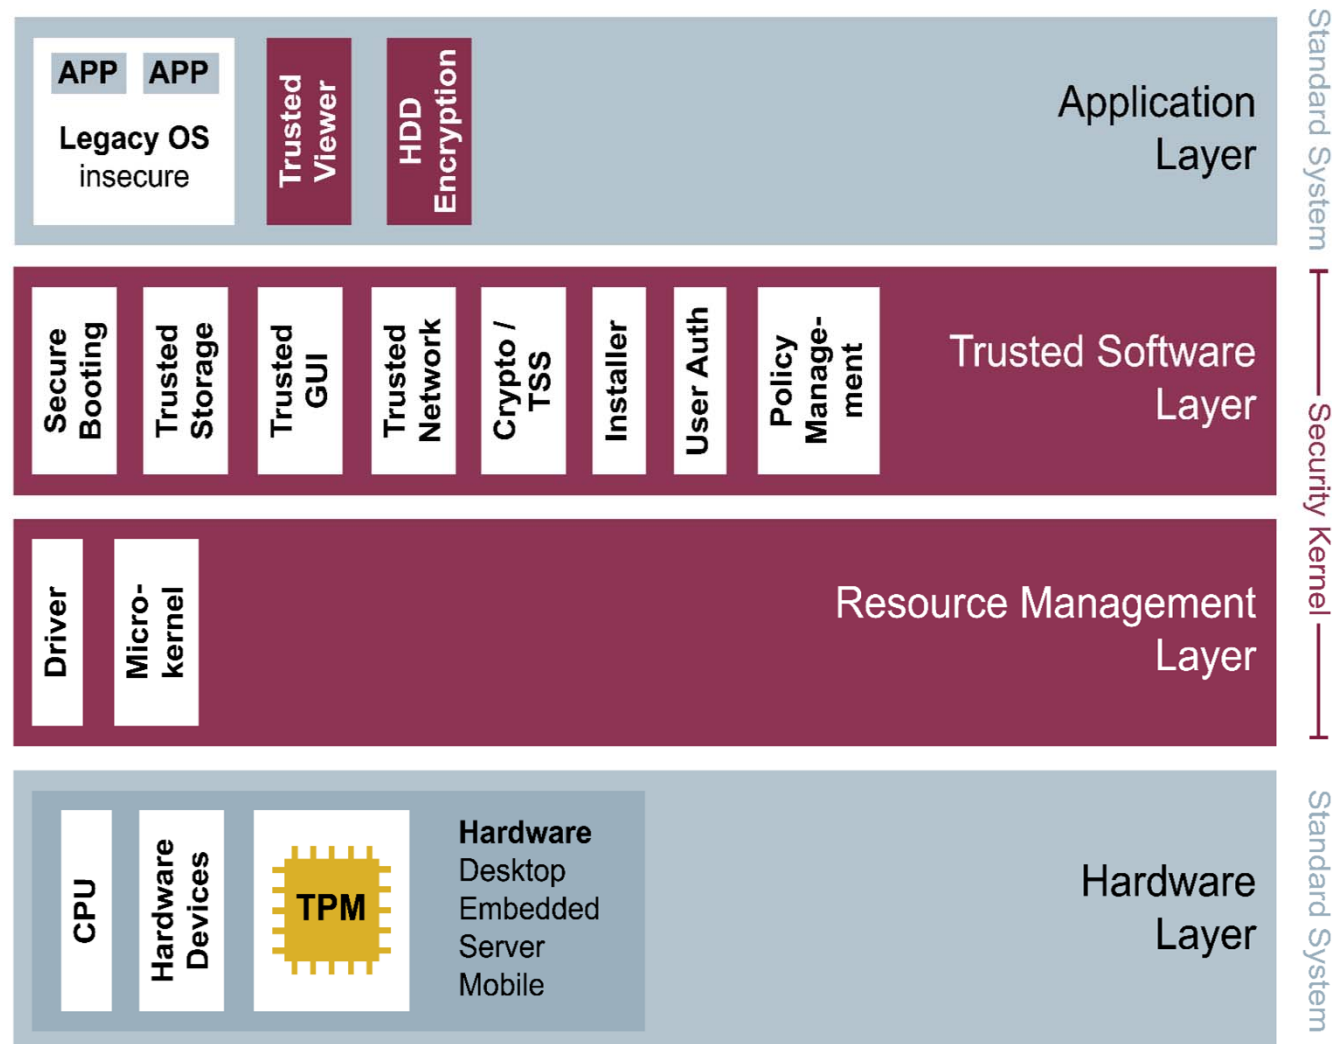 APP APP
Legacy OS
insecure
Trusted
Viewer
HDD
Encryption
Application
Layer
Standard System
Secure
Booting
Trusted
Storage
Trusted
GUI
Trusted
Network
Crypto /
TSS
Installer
User Auth
Policy
Manage-
ment
Trusted Software
Layer
Security Kernel
Driver
Micro-
kernel
Resource Management
Layer
CPU
Hardware
Devices
TPM
Hardware
Desktop
Embedded
Server
Mobile
Hardware
Layer
Standard System